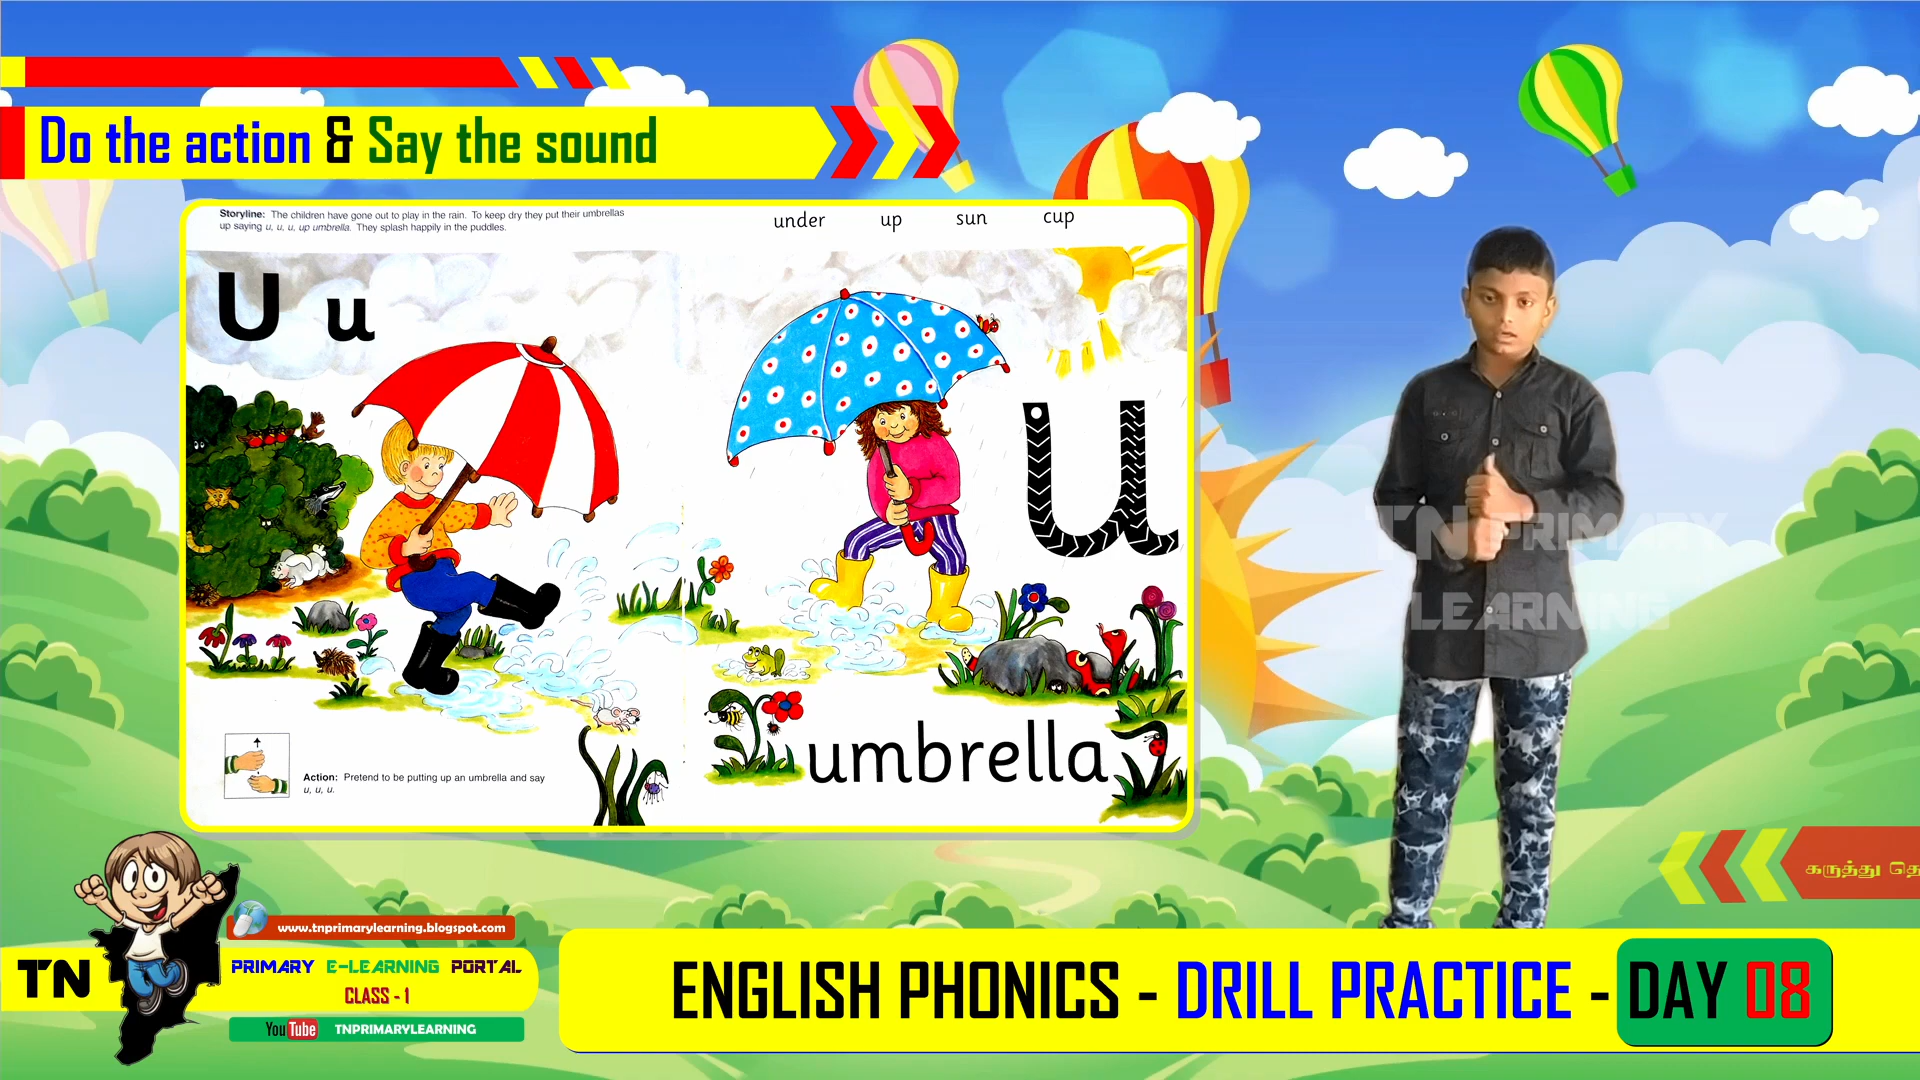 Do the action & Say the sound
Storyline: The children have gone out to play in the rain. To keep dry they put their umbrellas
up saying u, u, u, up umbrella. They splash happily in the puddles.
under up sun cup
U u
u
Action: Pretend to be putting up an umbrella and say
u, u, u.
umbrella
TN PRIMARY
LEARNING
கருத்து
www.tnprimarylearning.blogspot.com
TN PRIMARY E-LEARNING PORTAL
CLASS - 1
YouTube TNPRIMARYLEARNING
ENGLISH PHONICS - DRILL PRACTICE - DAY 08